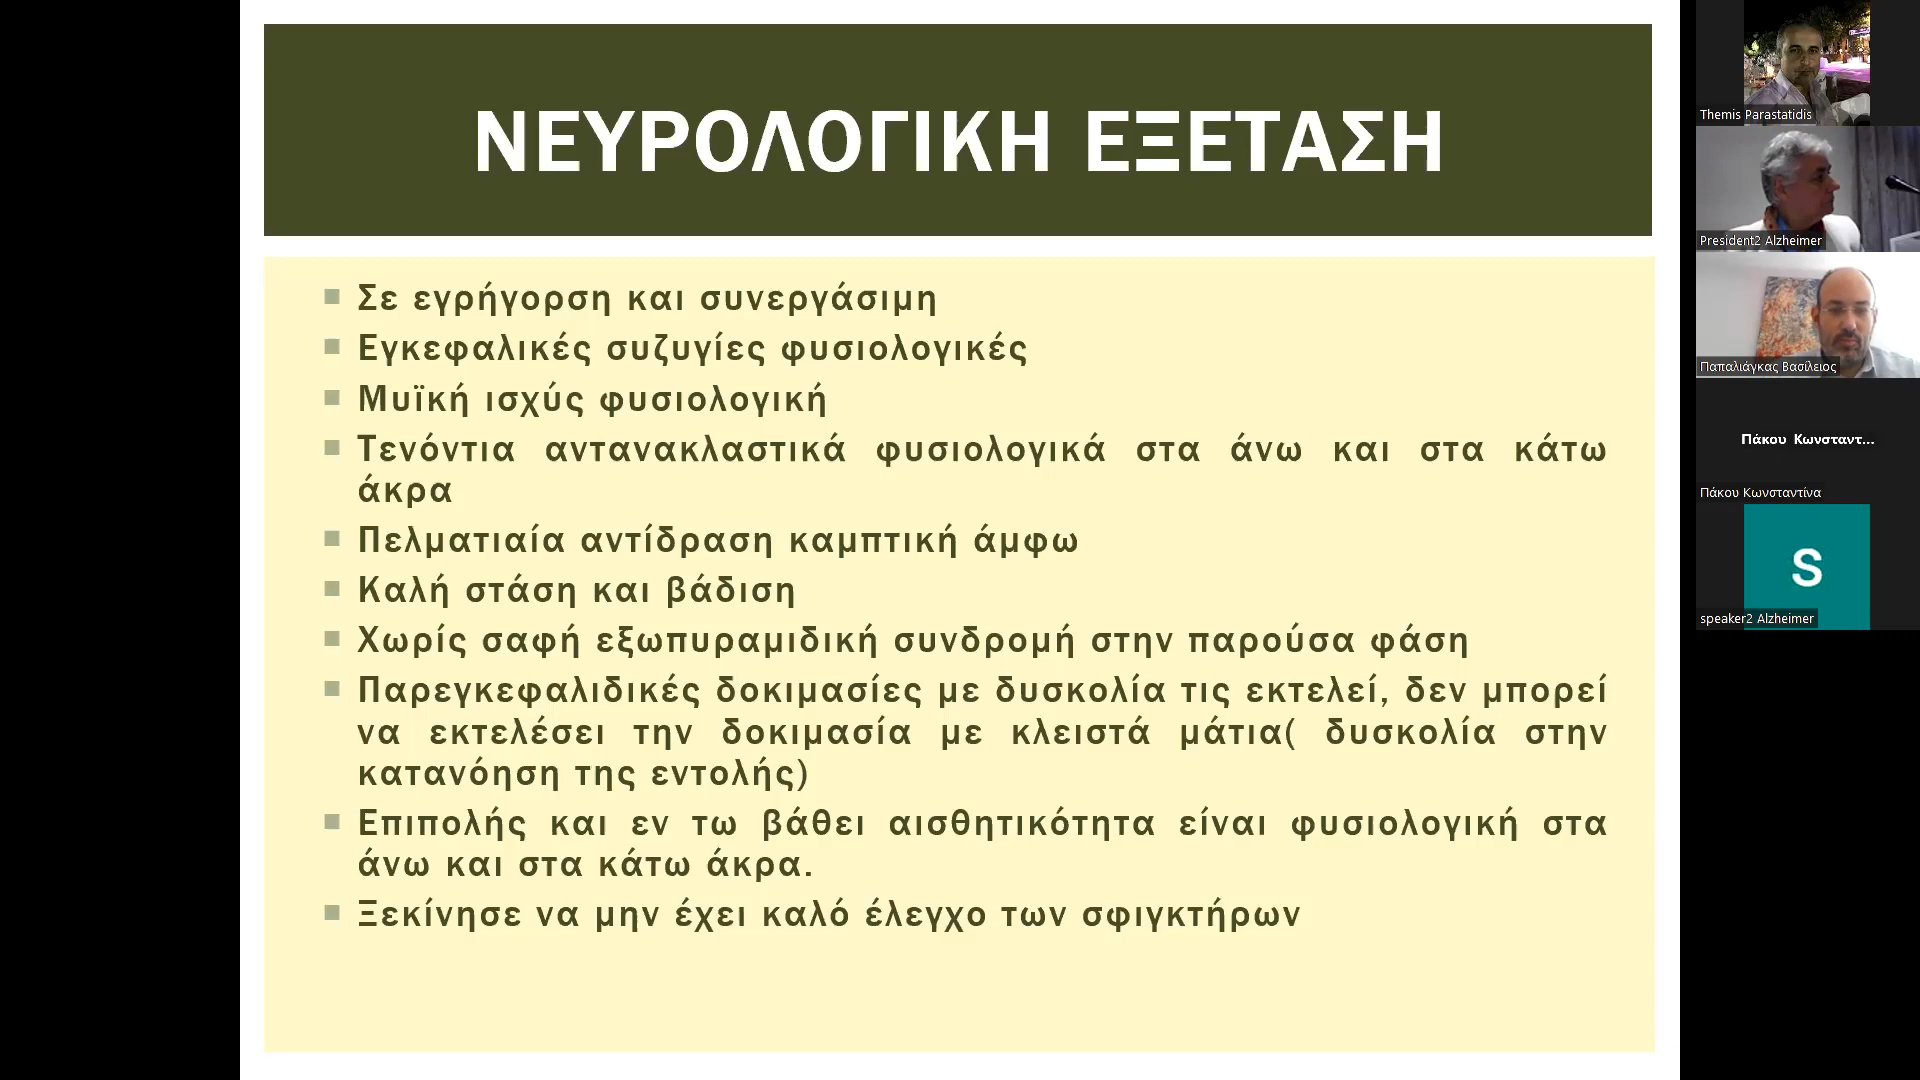 ΝΕΥΡΟΛΟΓΙΚΗ ΕΞΕΤΑΣΗ
Σε εγρήγορση και συνεργάσιμη
Εγκεφαλικές συζυγίες φυσιολογικές
Μυϊκή ισχύς φυσιολογική
Τενόντια αντανακλαστικά φυσιολογικά στα άνω και στα κάτω
άκρα
Πελματιαία αντίδραση καμπτική άμφω
Καλή στάση και βάδιση
Χωρίς σαφή εξωπυραμιδική συνδρομή στην παρούσα φάση
Παρεγκεφαλιδικές δοκιμασίες με δυσκολία τις εκτελεί, δεν μπορεί
να εκτελέσει την δοκιμασία με κλειστά μάτια( δυσκολία στην
κατανόηση της εντολής)
Επιπολής και εν τω βάθει αισθητικότητα είναι φυσιολογική στα
άνω και στα κάτω άκρα.
Ξεκίνησε να μην έχει καλό έλεγχο των σφιγκτήρων
Themis Parastatidis
President2 Alzheimer
Παπαλιάγκας Βασίλειος
Πάκου Κωνσταντ...
Πάκου Κωνσταντίνα
S
speaker2 Alzheimer